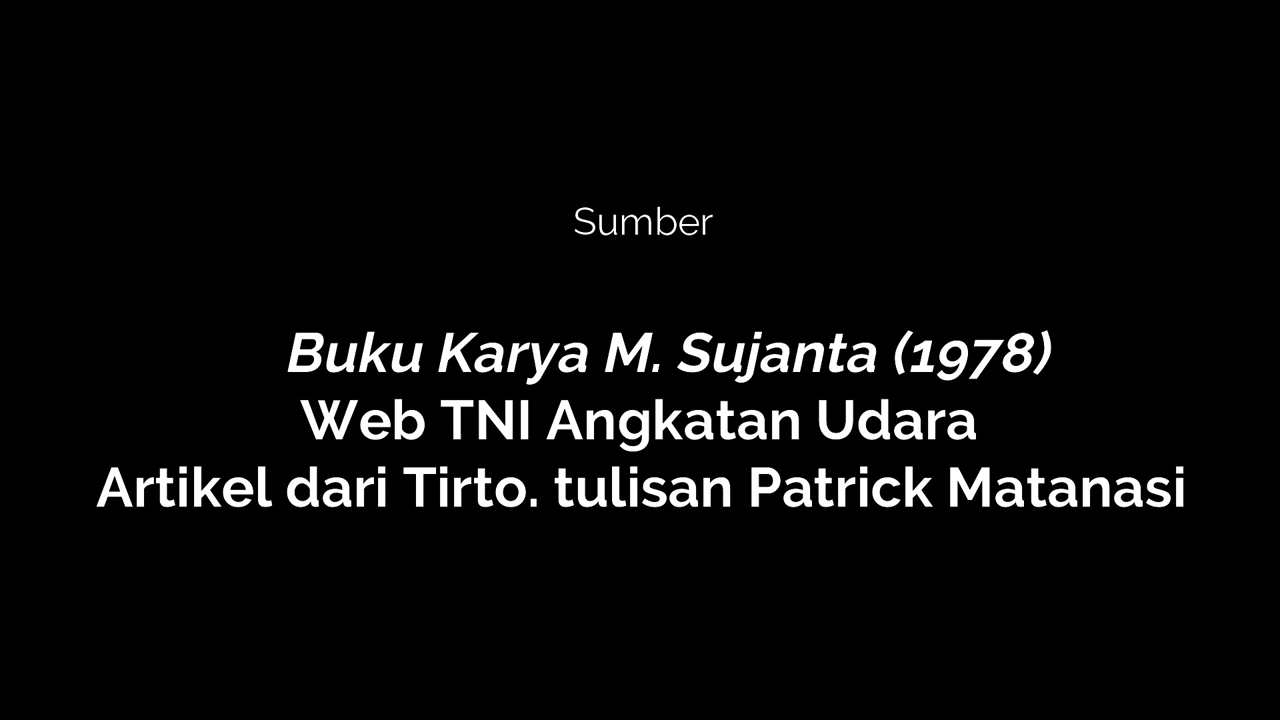 Sumber
Buku Karya M. Sujanta (1978)
Web TNI Angkatan Udara
Artikel dari Tirto. tulisan Patrick Matanasi